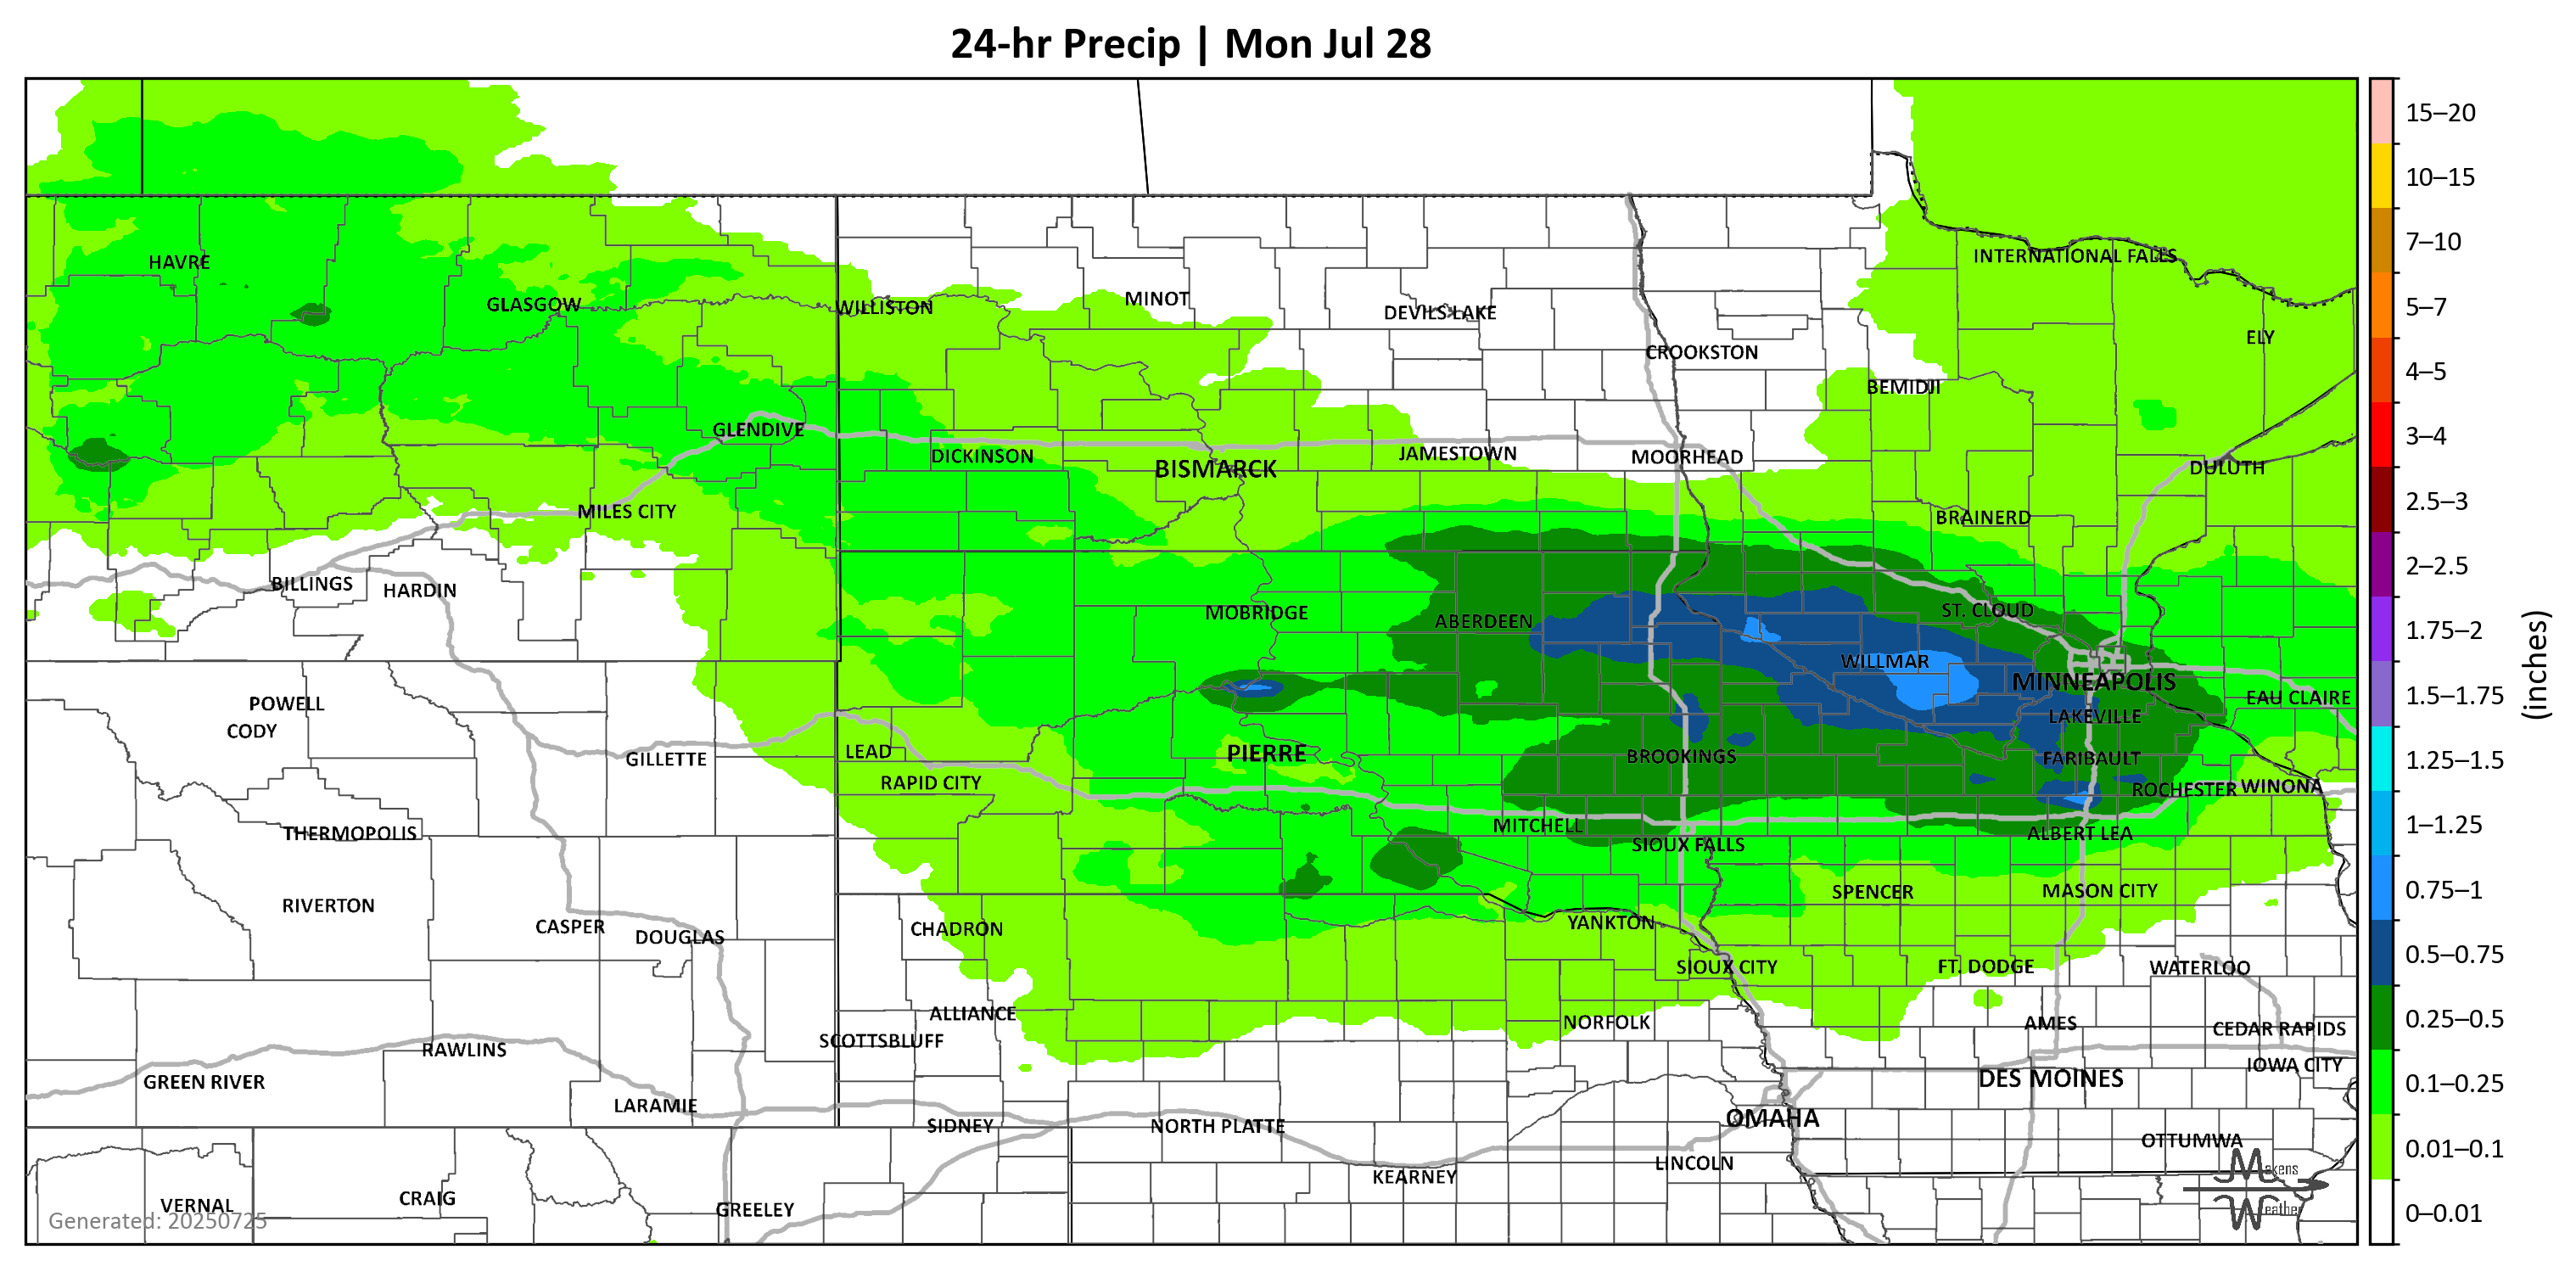 24-hr Precip | Mon Jul 28
15–20
10–15
7–10
5–7
4–5
3–4
2.5–3
2–2.5
1.75–2
1.5–1.75
1.25–1.5
1–1.25
0.75–1
0.5–0.75
0.25–0.5
0.1–0.25
0.01–0.1
0–0.01
(inches)
INTERNATIONAL FALLS
HAVRE
MINOT
GLASGOW
WILLISTON
DEVILS LAKE
ELY
CROOKSTON
BEMIDJI
GLENDIVE
DICKINSON
JAMESTOWN
MOORHEAD
BISMARCK
DULUTH
MILES CITY
BRAINERD
BILLINGS
HARDIN
MOBRIDGE
ST. CLOUD
ABERDEEN
WILLMAR
MINNEAPOLIS
EAU CLAIRE
POWELL
LAKEVILLE
CODY
LEAD
PIERRE
GILLETTE
BROOKINGS
FARIBAULT
RAPID CITY
ROCHESTER
WINONA
MITCHELL
THERMOPOLIS
ALBERT LEA
SIOUX FALLS
SPENCER
MASON CITY
RIVERTON
CASPER
CHADRON
YANKTON
DOUGLAS
SIOUX CITY
FT. DODGE
WATERLOO
ALLIANCE
NORFOLK
AMES
CEDAR RAPIDS
SCOTTSBLUFF
RAWLINS
IOWA CITY
GREEN RIVER
DES MOINES
LARAMIE
OMAHA
SIDNEY
NORTH PLATTE
OTTUMWA
LINCOLN
KEARNEY
Makens
Weather
VERNAL
CRAIG
GREELEY
Generated: 20250725